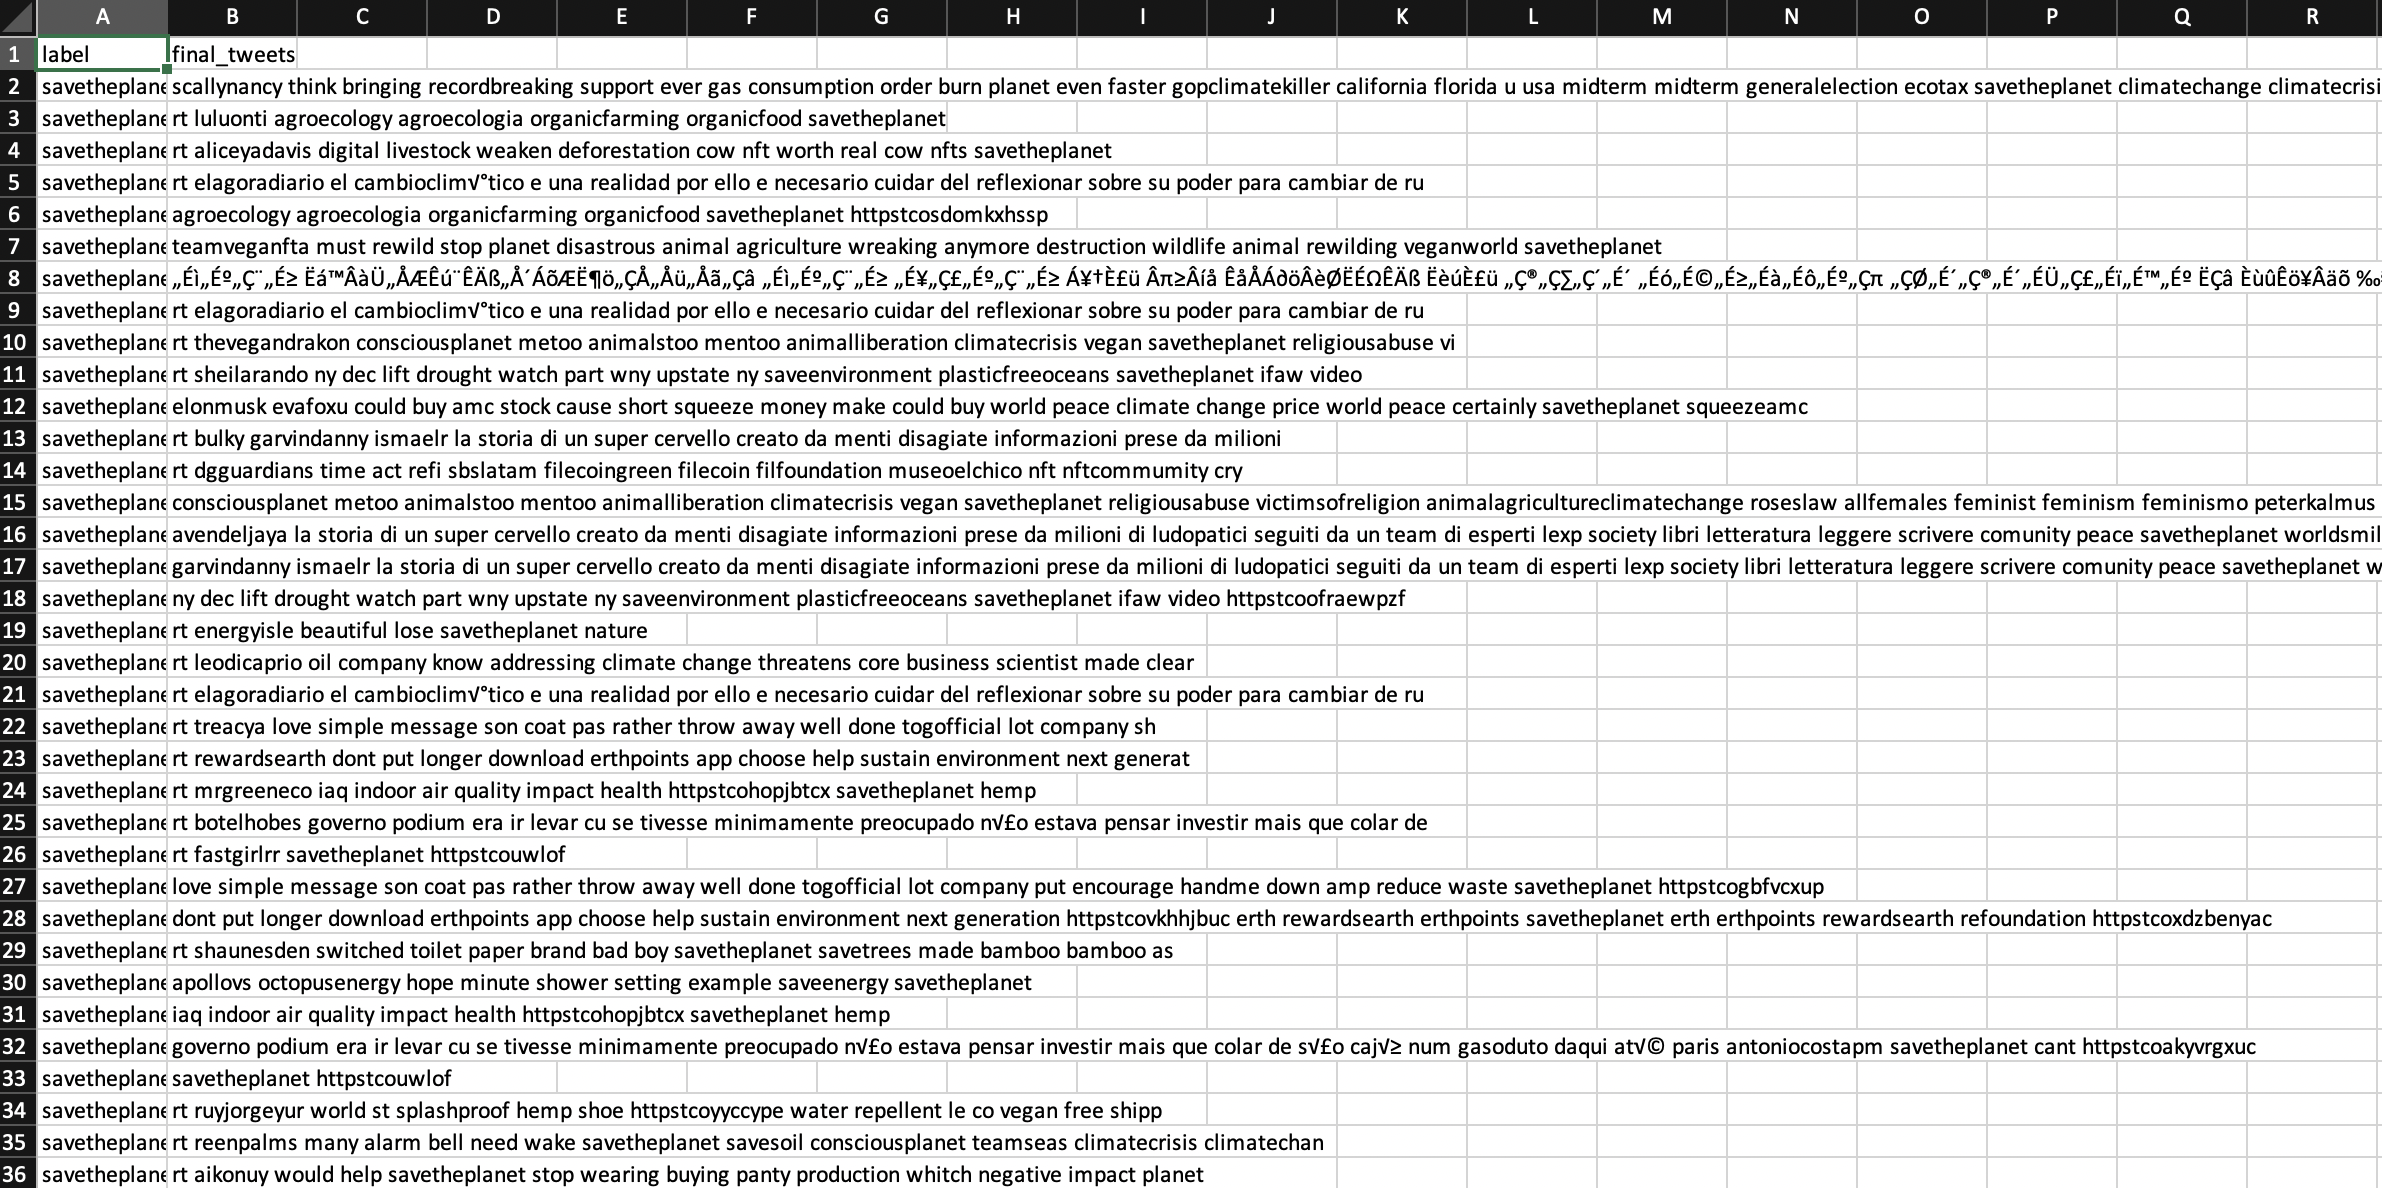 A B C D E F G H I J K L M N O P Q R
1 label final_tweets
2 savetheplane scallynancy think bringing recordbreaking support ever gas consumption order burn planet even faster gopclimatekiller california florida u usa midterm midterm generalelection ecotax savetheplanet climatechange climatecrisi
3 savetheplane rt luluonti agroecology agroecologia organicfarming organicfood savetheplanet
4 savetheplane rt aliceyadavis digital livestock weaken deforestation cow nft worth real cow nfts savetheplanet
5 savetheplane rt elagoradiario el cambioclim√°tico e una realidad por ello e necesario cuidar del reflexionar sobre su poder para cambiar de ru
6 savetheplane agroecology agroecologia organicfarming organicfood savetheplanet httpstcosdomkxhssp
7 savetheplane teamveganfta must rewild stop planet disastrous animal agriculture wreaking anymore destruction wildlife animal rewilding veganworld savetheplanet
8 savetheplane
9 savetheplane rt elagoradiario el cambioclim√°tico e una realidad por ello e necesario cuidar del reflexionar sobre su poder para cambiar de ru
10 savetheplane rt thevegandrakon consciousplanet metoo animalstoo mentoo animalliberation climatecrisis vegan savetheplanet religiousabuse vi
11 savetheplane rt sheilarando ny dec lift drought watch part wny upstate ny saveenvironment plasticfreeoceans savetheplanet ifaw video
12 savetheplane elonmusk evafoxu could buy amc stock cause short squeeze money make could buy world peace climate change price world peace certainly savetheplanet squeezeamc
13 savetheplane rt bulky garvindanny ismaelr la storia di un super cervello creato da menti disagiate informazioni prese da milioni
14 savetheplane rt dgguardians time act refi sbslatam filecoingreen filecoin filfoundation museoelchico nft nftcommumity cry
15 savetheplane consciousplanet metoo animalstoo mentoo animalliberation climatecrisis vegan savetheplanet religiousabuse victimsofreligion animalagricultureclimatechange roseslaw allfemales feminist feminism feminismo peterkalmus
16 savetheplane avendeljaya la storia di un super cervello creato da menti disagiate informazioni prese da milioni di ludopatici seguiti da un team di esperti lexp society libri letteratura leggere scrivere comunity peace savetheplanet worldsmil
17 savetheplane garvindanny ismaelr la storia di un super cervello creato da menti disagiate informazioni prese da milioni di ludopatici seguiti da un team di esperti lexp society libri letteratura leggere scrivere comunity peace savetheplanet w
18 savetheplane ny dec lift drought watch part wny upstate ny saveenvironment plasticfreeoceans savetheplanet ifaw video httpstcoofraewpzf
19 savetheplane rt energyisle beautiful lose savetheplanet nature
20 savetheplane rt leodicaprio oil company know addressing climate change threatens core business scientist made clear
21 savetheplane rt elagoradiario el cambioclim√°tico e una realidad por ello e necesario cuidar del reflexionar sobre su poder para cambiar de ru
22 savetheplane rt treacya love simple message son coat pas rather throw away well done togofficial lot company sh
23 savetheplane rt rewardsearth dont put longer download erthpoints app choose help sustain environment next generat
24 savetheplane rt mrgreeneco iaq indoor air quality impact health httpstcohopjbtcx savetheplanet hemp
25 savetheplane rt botelhobes governo podium era ir levar cu se tivesse minimamente preocupado n√£o estava pensar investir mais que colar de
26 savetheplane rt fastgirlrr savetheplanet httpstcouwlof
27 savetheplane love simple message son coat pas rather throw away well done togofficial lot company put encourage handme down amp reduce waste savetheplanet httpstcogbfvcxup
28 savetheplane dont put longer download erthpoints app choose help sustain environment next generation httpstcovkhhjbuc erth rewardsearth erthpoints savetheplanet erth erthpoints rewardsearth refoundation httpstcoxdzbenyac
29 savetheplane rt shaunesden switched toilet paper brand bad boy savetheplanet savetrees made bamboo bamboo as
30 savetheplane apollovs octopusenergy hope minute shower setting example saveenergy savetheplanet
31 savetheplane iaq indoor air quality impact health httpstcohopjbtcx savetheplanet hemp
32 savetheplane governo podium era ir levar cu se tivesse minimamente preocupado n√£o estava pensar investir mais que colar de s√£o caj√≥ num gasoduto daqui at√© paris antoniocostapm savetheplanet cant httpstcoakyvrgxuc
33 savetheplane savetheplanet httpstcouwlof
34 savetheplane rt ruyjorgeyur world st splashproof hemp shoe httpstcoyyccype water repellent le co vegan free shipp
35 savetheplane rt reenpalms many alarm bell need wake savetheplanet savesoil consciousplanet teamseas climatecrisis climatechan
36 savetheplane rt aikonuy would help savetheplanet stop wearing buying panty production whitch negative impact planet